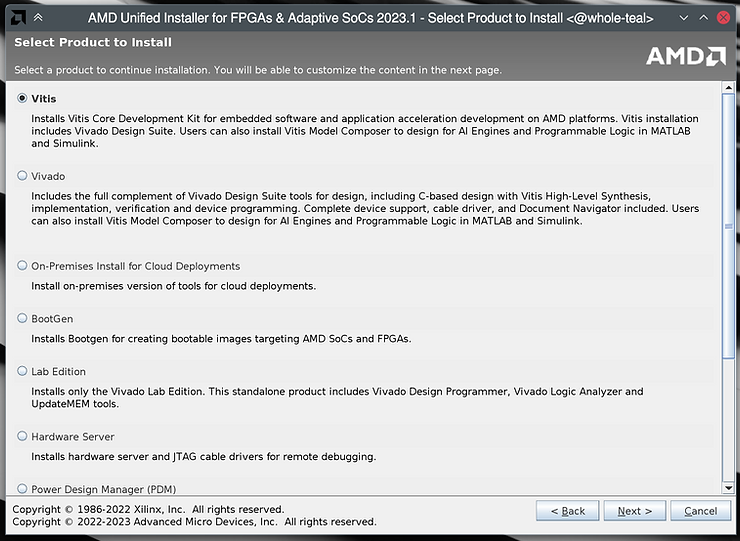 AMD Unified Installer for FPGAs & Adaptive SoCs 2023.1 - Select Product to Install <@whole-teal>
Select Product to Install
AMD
Select a product to continue installation. You will be able to customize the content in the next page.
Vitis
Installs Vitis Core Development Kit for embedded software and application acceleration development on AMD platforms. Vitis installation
includes Vivado Design Suite. Users can also install Vitis Model Composer to design for AI Engines and Programmable Logic in MATLAB
and Simulink.
Vivado
Includes the full complement of Vivado Design Suite tools for design, including C-based design with Vitis High-Level Synthesis,
implementation, verification and device programming. Complete device support, cable driver, and Document Navigator included. Users
can also install Vitis Model Composer to design for AI Engines and Programmable Logic in MATLAB and Simulink.
On-Premises Install for Cloud Deployments
Install on-premises version of tools for cloud deployments.
BootGen
Installs Bootgen for creating bootable images targeting AMD SoCs and FPGAs.
Lab Edition
Installs only the Vivado Lab Edition. This standalone product includes Vivado Design Programmer, Vivado Logic Analyzer and
UpdateMEM tools.
Hardware Server
Installs hardware server and JTAG cable drivers for remote debugging.
Power Design Manager (PDM)
Copyright © 1986-2022 Xilinx, Inc. All rights reserved.
Copyright © 2022-2023 Advanced Micro Devices, Inc. All rights reserved.
< Back
Next >
Cancel